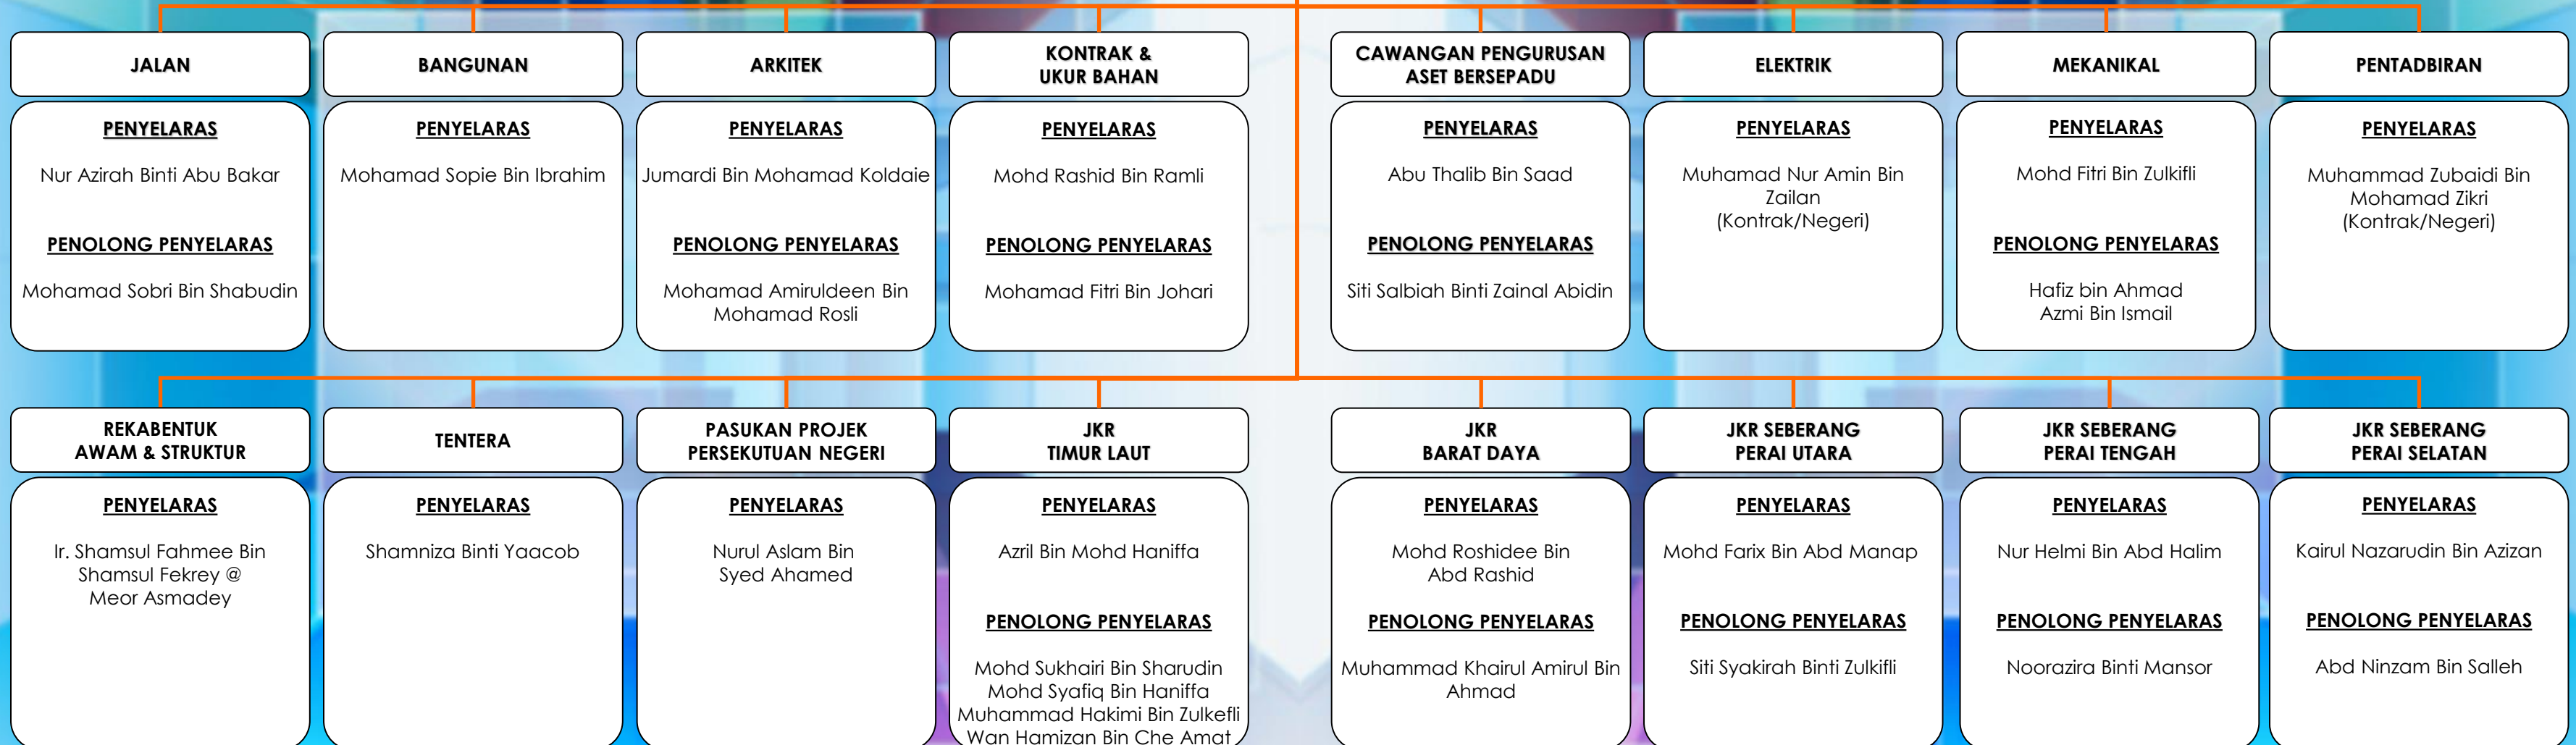 JALAN
PENYELARAS
Nur Azirah Binti Abu Bakar
PENOLONG PENYELARAS
Mohamad Sobri Bin Shabudin
BANGUNAN
PENYELARAS
Mohamad Sopie Bin Ibrahim
ARKITEK
PENYELARAS
Jumardi Bin Mohamad Koldaie
PENOLONG PENYELARAS
Mohamad Amiruldeen Bin
Mohamad Rosli
KONTRAK &
UKUR BAHAN
PENYELARAS
Mohd Rashid Bin Ramli
PENOLONG PENYELARAS
Mohamad Fitri Bin Johari
CAWANGAN PENGURUSAN
ASET BERSEPADU
PENYELARAS
Abu Thalib Bin Saad
PENOLONG PENYELARAS
Siti Salbiah Binti Zainal Abidin
ELEKTRIK
PENYELARAS
Muhamad Nur Amin Bin
Zailan
(Kontrak/Negeri)
MEKANIKAL
PENYELARAS
Mohd Fitri Bin Zulkifli
PENOLONG PENYELARAS
Hafiz bin Ahmad
Azmi Bin Ismail
PENTADBIRAN
PENYELARAS
Muhammad Zubaidi Bin
Mohamad Zikri
(Kontrak/Negeri)
REKABENTUK
AWAM & STRUKTUR
PENYELARAS
Ir. Shamsul Fahmee Bin
Shamsul Fekrey @
Meor Asmadey
TENTERA
PENYELARAS
Shamniza Binti Yaacob
PASUKAN PROJEK
PERSEKUTUAN NEGERI
PENYELARAS
Nurul Aslam Bin
Syed Ahamed
JKR
TIMUR LAUT
PENYELARAS
Azril Bin Mohd Haniffa
PENOLONG PENYELARAS
Mohd Sukhairi Bin Sharudin
Mohd Syafiq Bin Haniffa
Muhammad Hakimi Bin Zulkefli
Wan Hamizan Bin Che Amat
JKR
BARAT DAYA
PENYELARAS
Mohd Roshidee Bin
Abd Rashid
PENOLONG PENYELARAS
Muhammad Khairul Amirul Bin
Ahmad
JKR SEBERANG
PERAI UTARA
PENYELARAS
Mohd Farix Bin Abd Manap
PENOLONG PENYELARAS
Siti Syakirah Binti Zulkifli
JKR SEBERANG
PERAI TENGAH
PENYELARAS
Nur Helmi Bin Abd Halim
PENOLONG PENYELARAS
Noorazira Binti Mansor
JKR SEBERANG
PERAI SELATAN
PENYELARAS
Kairul Nazarudin Bin Azizan
PENOLONG PENYELARAS
Abd Ninzam Bin Salleh